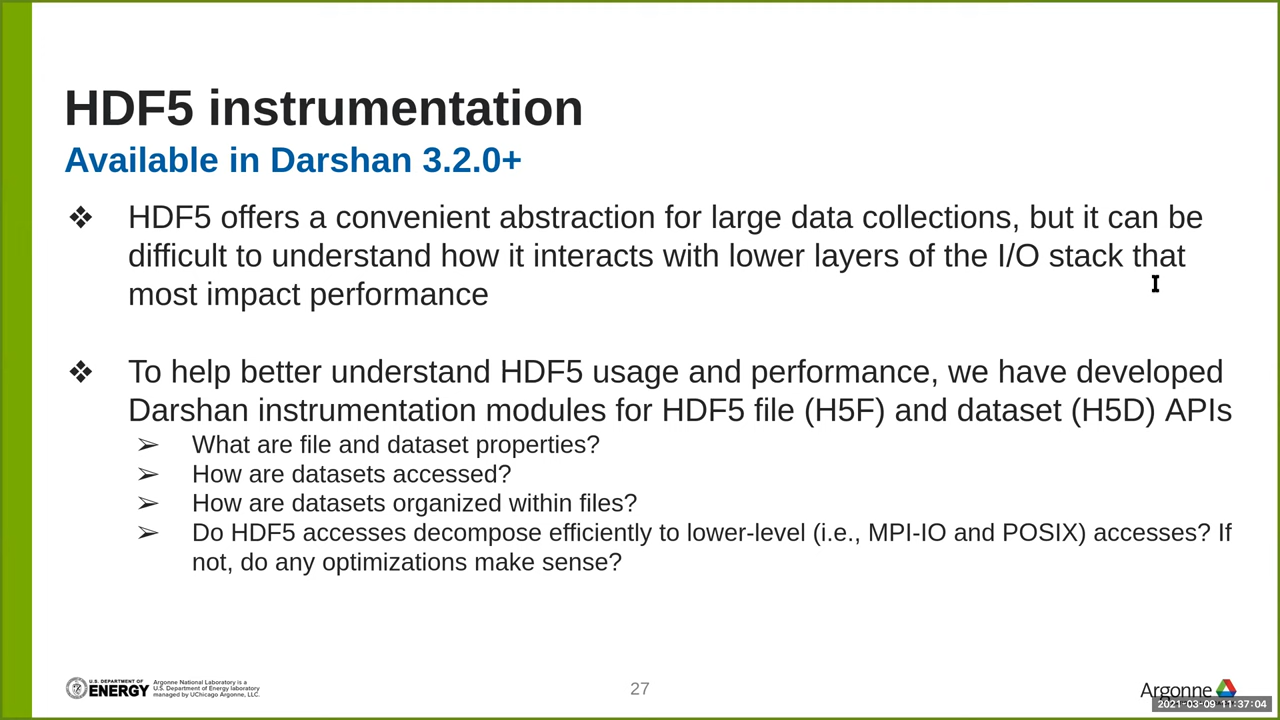 HDF5 instrumentation
Available in Darshan 3.2.0+
❖ HDF5 offers a convenient abstraction for large data collections, but it can be
difficult to understand how it interacts with lower layers of the I/O stack that
most impact performance
❖ To help better understand HDF5 usage and performance, we have developed
Darshan instrumentation modules for HDF5 file (H5F) and dataset (H5D) APIs
➢ What are file and dataset properties?
➢ How are datasets accessed?
➢ How are datasets organized within files?
➢ Do HDF5 accesses decompose efficiently to lower-level (i.e., MPI-IO and POSIX) accesses? If
not, do any optimizations make sense?
U.S. DEPARTMENT OF
ENERGY
Argonne National Laboratory is a
U.S. Department of Energy laboratory
managed by UChicago Argonne, LLC.
27
Argonne
2021-03-09 11:37:04